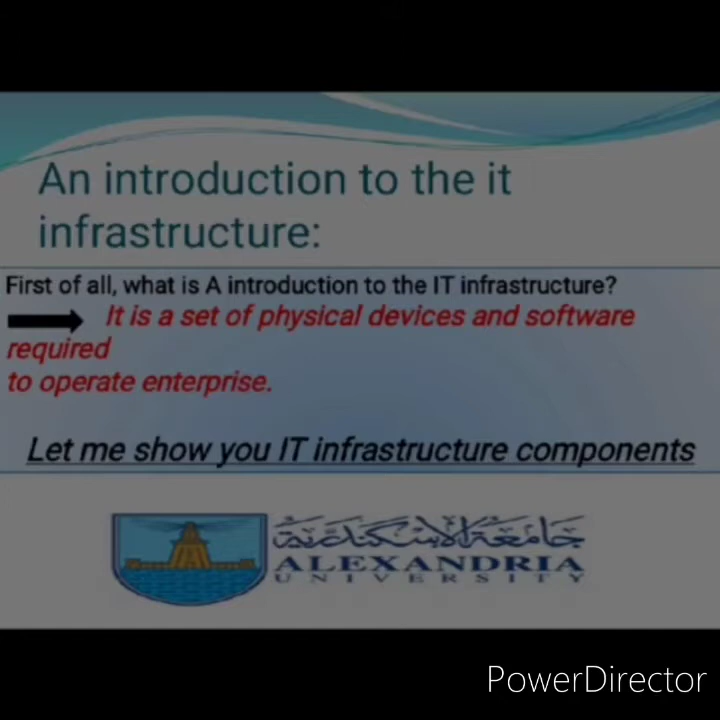 An introduction to the it
infrastructure:
First of all, what is A introduction to the IT infrastructure?
It is a set of physical devices and software
required
to operate enterprise.
Let me show you IT infrastructure components
جامعة الإسكندرية
ALEXANDRIA
UNIVERSITY
PowerDirector